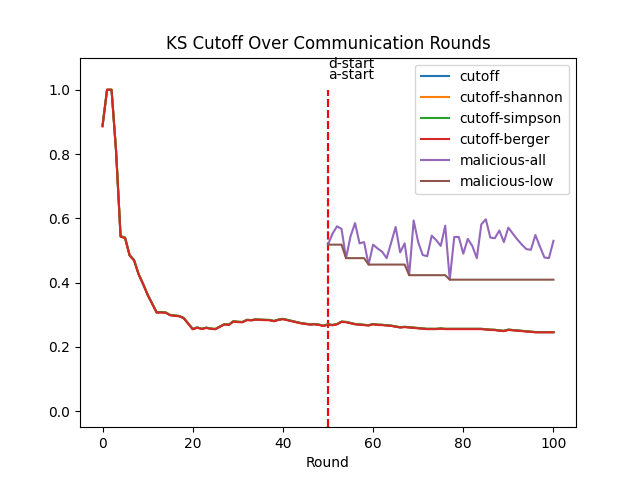 KS Cutoff Over Communication Rounds
d-start
a-start
cutoff
cutoff-shannon
cutoff-simpson
cutoff-berger
malicious-all
malicious-low
1.0
0.8
0.6
0.4
0.2
0.0
0 20 40 60 80 100
Round